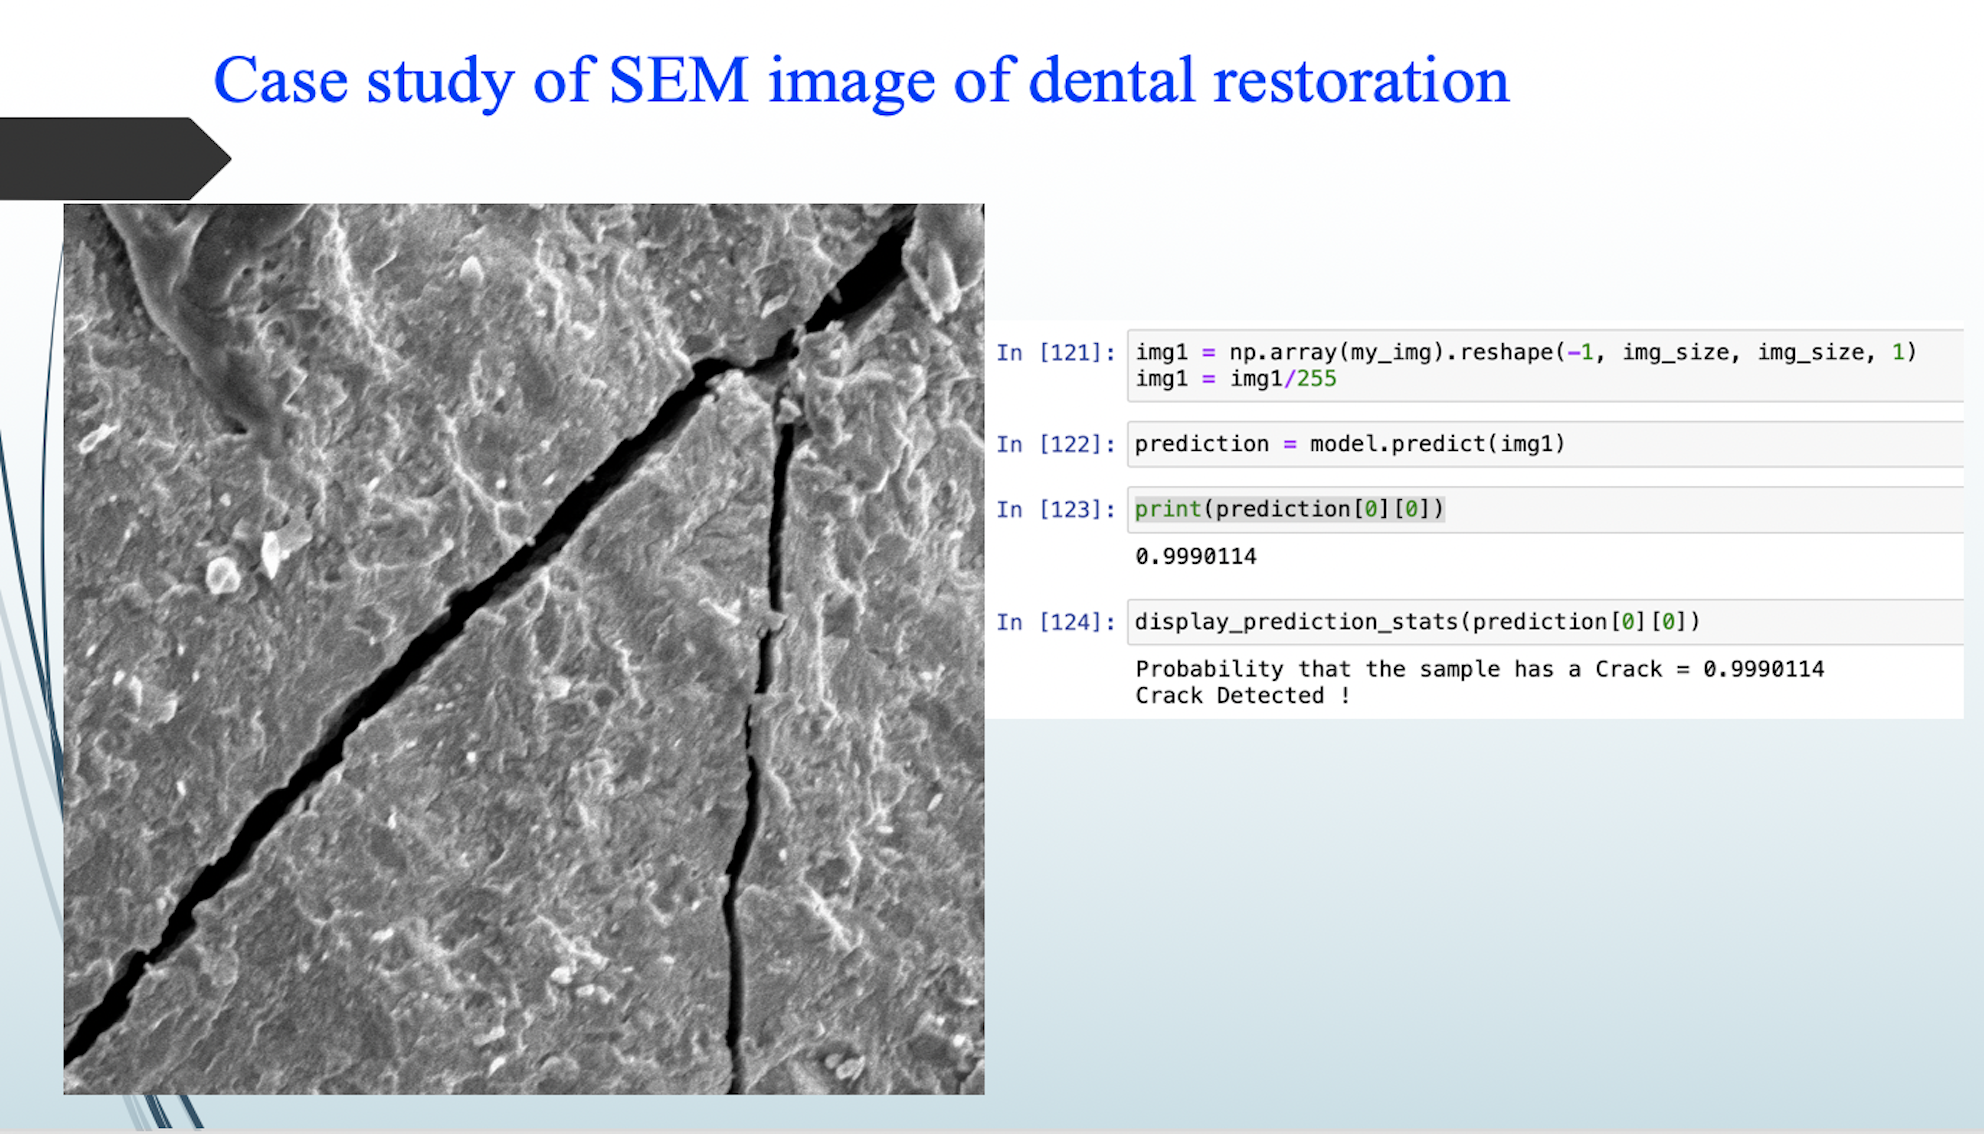 Case study of SEM image of dental restoration
In [121]: img1 = np.array(my_img).reshape(-1, img_size, img_size, 1)
img1 = img1/255
In [122]: prediction = model.predict(img1)
In [123]: print(prediction[0][0])
0.9990114
In [124]: display_prediction_stats(prediction[0][0])
Probability that the sample has a Crack = 0.9990114
Crack Detected !